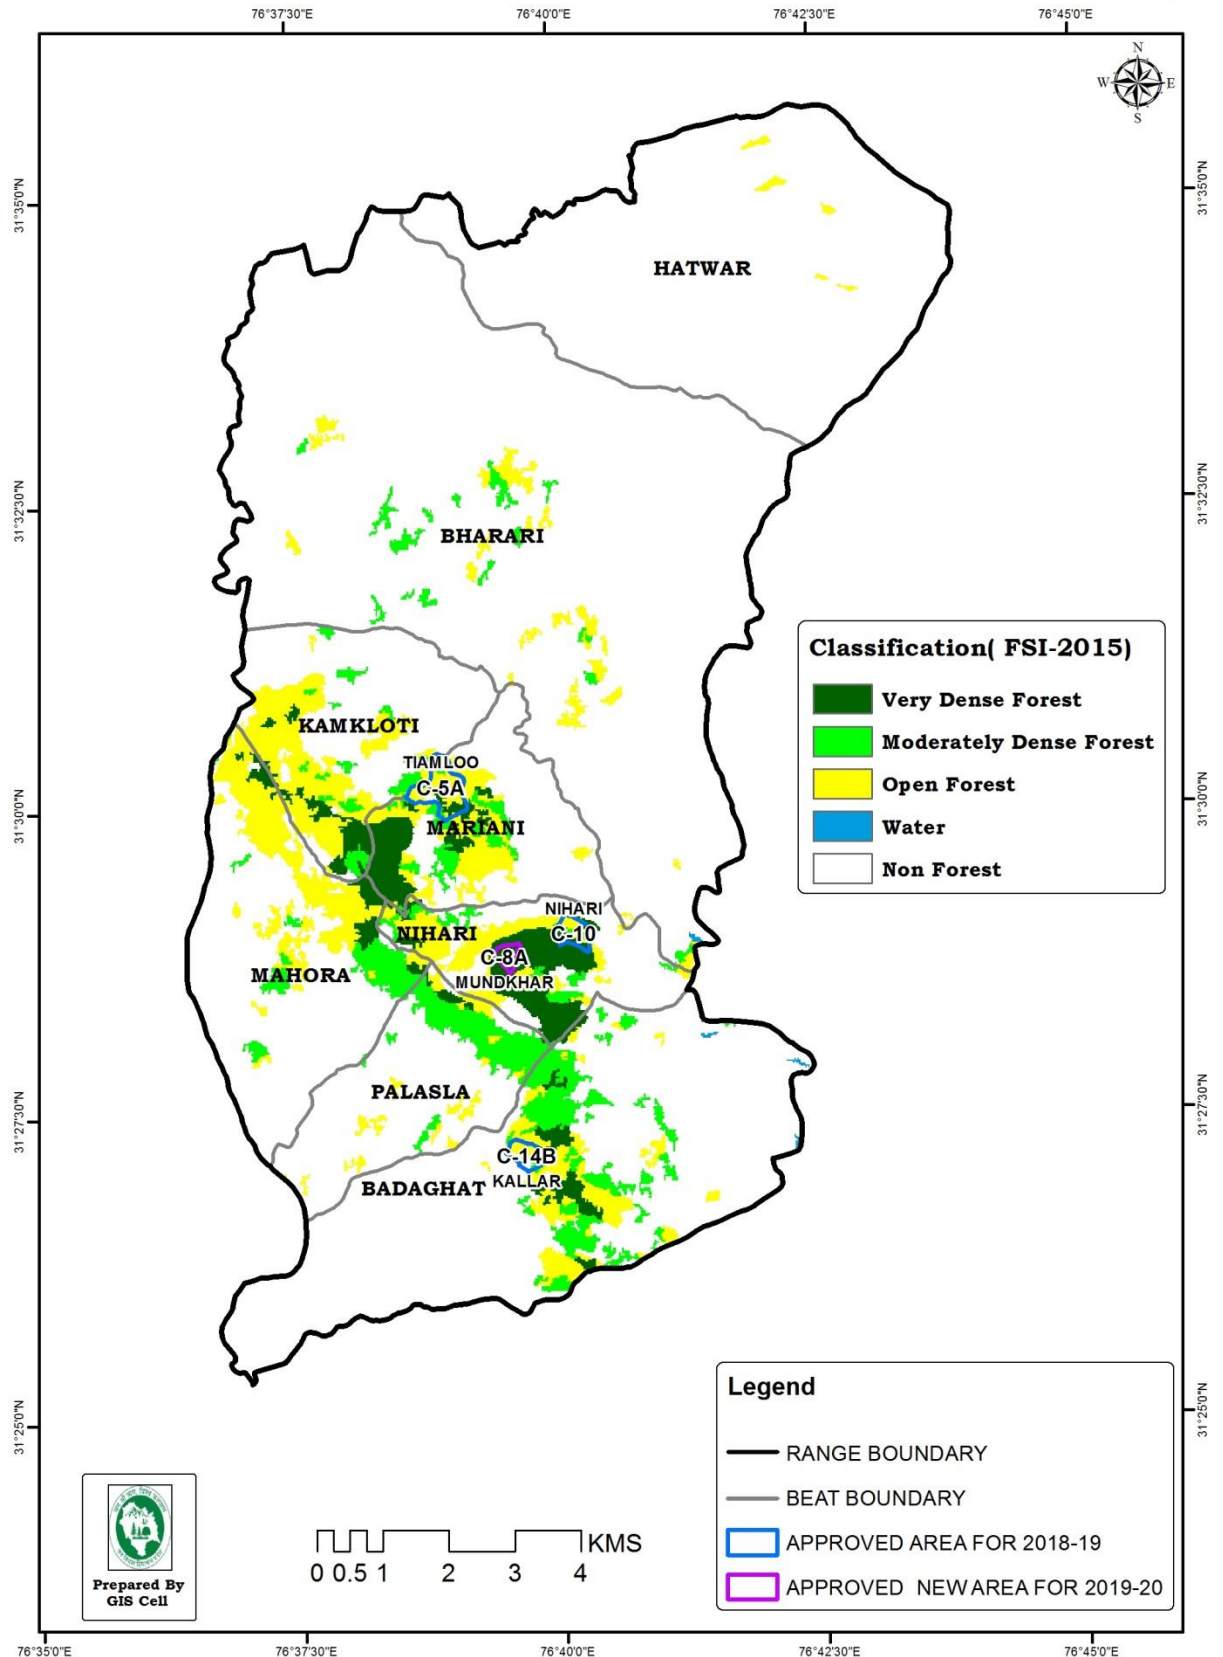 76°37'30"E
76°40'0"E
76°42'30"E
76°45'0"E
N
W
E
S
31°35'0"N
31°35'0"N
HATWAR
31°32'30"N
31°32'30"N
BHARARI
Classification( FSI-2015)
Very Dense Forest
Moderately Dense Forest
Open Forest
Water
Non Forest
KAMKLOTI
TIAMLOO
C-5A
MARIANI
31°30'0"N
31°30'0"N
NIHARI
C-10
NIHARI
C-8A
MUNDKHAR
MAHORA
PALASLA
31°27'30"N
31°27'30"N
C-14B
KALLAR
BADAGHAT
31°25'0"N
31°25'0"N
Legend
RANGE BOUNDARY
BEAT BOUNDARY
APPROVED AREA FOR 2018-19
APPROVED NEW AREA FOR 2019-20
Prepared By
GIS Cell
KMS
0 0.5 1 2 3 4
76°35'0"E
76°37'30"E
76°40'0"E
76°42'30"E
76°45'0"E